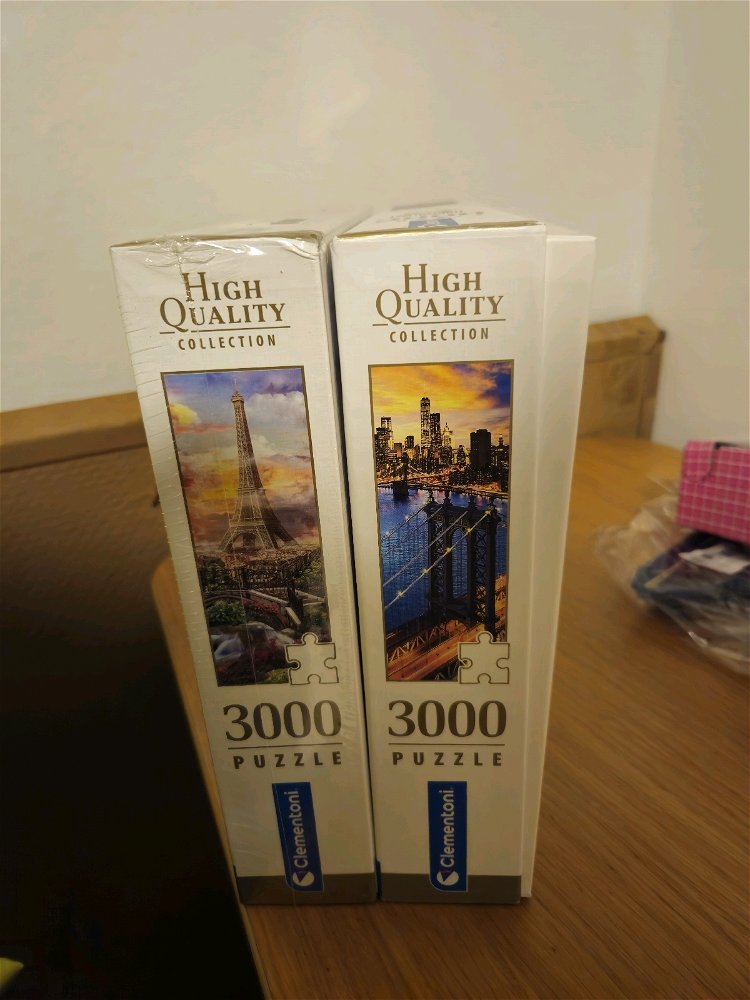 High
Quality
COLLECTION
3000
PUZZLE
Clementoni
High
Quality
COLLECTION
3000
PUZZLE
Clementoni